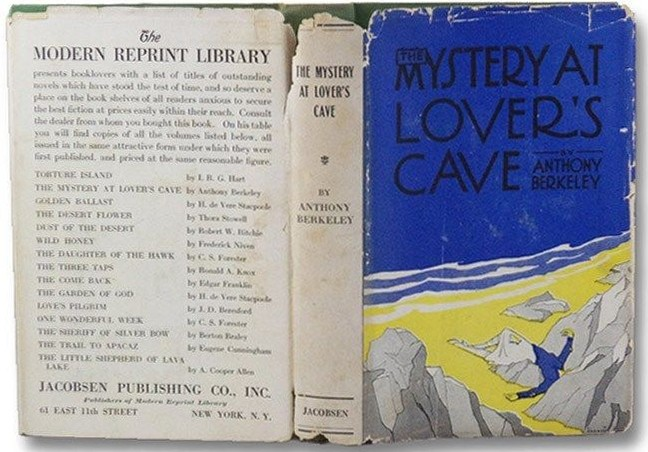 The
MODERN REPRINT LIBRARY
presents booklovers with a list of titles of outstanding
novels which have stood the test of time, and so deserve a
place on the book shelves of all readers anxious to secure
the best fiction at prices easily within their reach. Consult
the dealer from whom you bought this book. On his table
you will find copies of all the volumes listed below, all
issued in the same attractive form under which they were
first published, and priced at the same reasonable figure.
TORTURE ISLAND by I. B. G. Hart
THE MYSTERY AT LOVER'S CAVE by Anthony Berkeley
GOLDEN BALLAST by H. de Vere Stacpoole
THE DESERT FLOWER by Thora Stowell
DUST OF THE DESERT by Robert W. Ritchie
WILD HONEY by Frederick Niven
THE DAUGHTER OF THE HAWK by C. S. Forester
THE THREE TAPS by Ronald A. Knox
THE COME BACK by Edgar Franklin
THE GARDEN OF GOD by H. de Vere Stacpoole
LOVE'S PILGRIM by J. D. Beresford
ONE WONDERFUL WEEK by C. S. Forester
THE SHERIFF OF SILVER BOW by Berton Braley
THE TRAIL TO APACAZ by Eugene Cunningham
THE LITTLE SHEPHERD OF LAVA
LAKE by A. Cooper Allen
JACOBSEN PUBLISHING CO., INC.
Publishers of Modern Reprint Library
61 EAST 11th STREET NEW YORK, N. Y.
THE MYSTERY
AT LOVER'S
CAVE
BY
ANTHONY
BERKELEY
JACOBSEN
THE
MYSTERY AT
LOVER'S
CAVE
BY
ANTHONY
BERKELEY